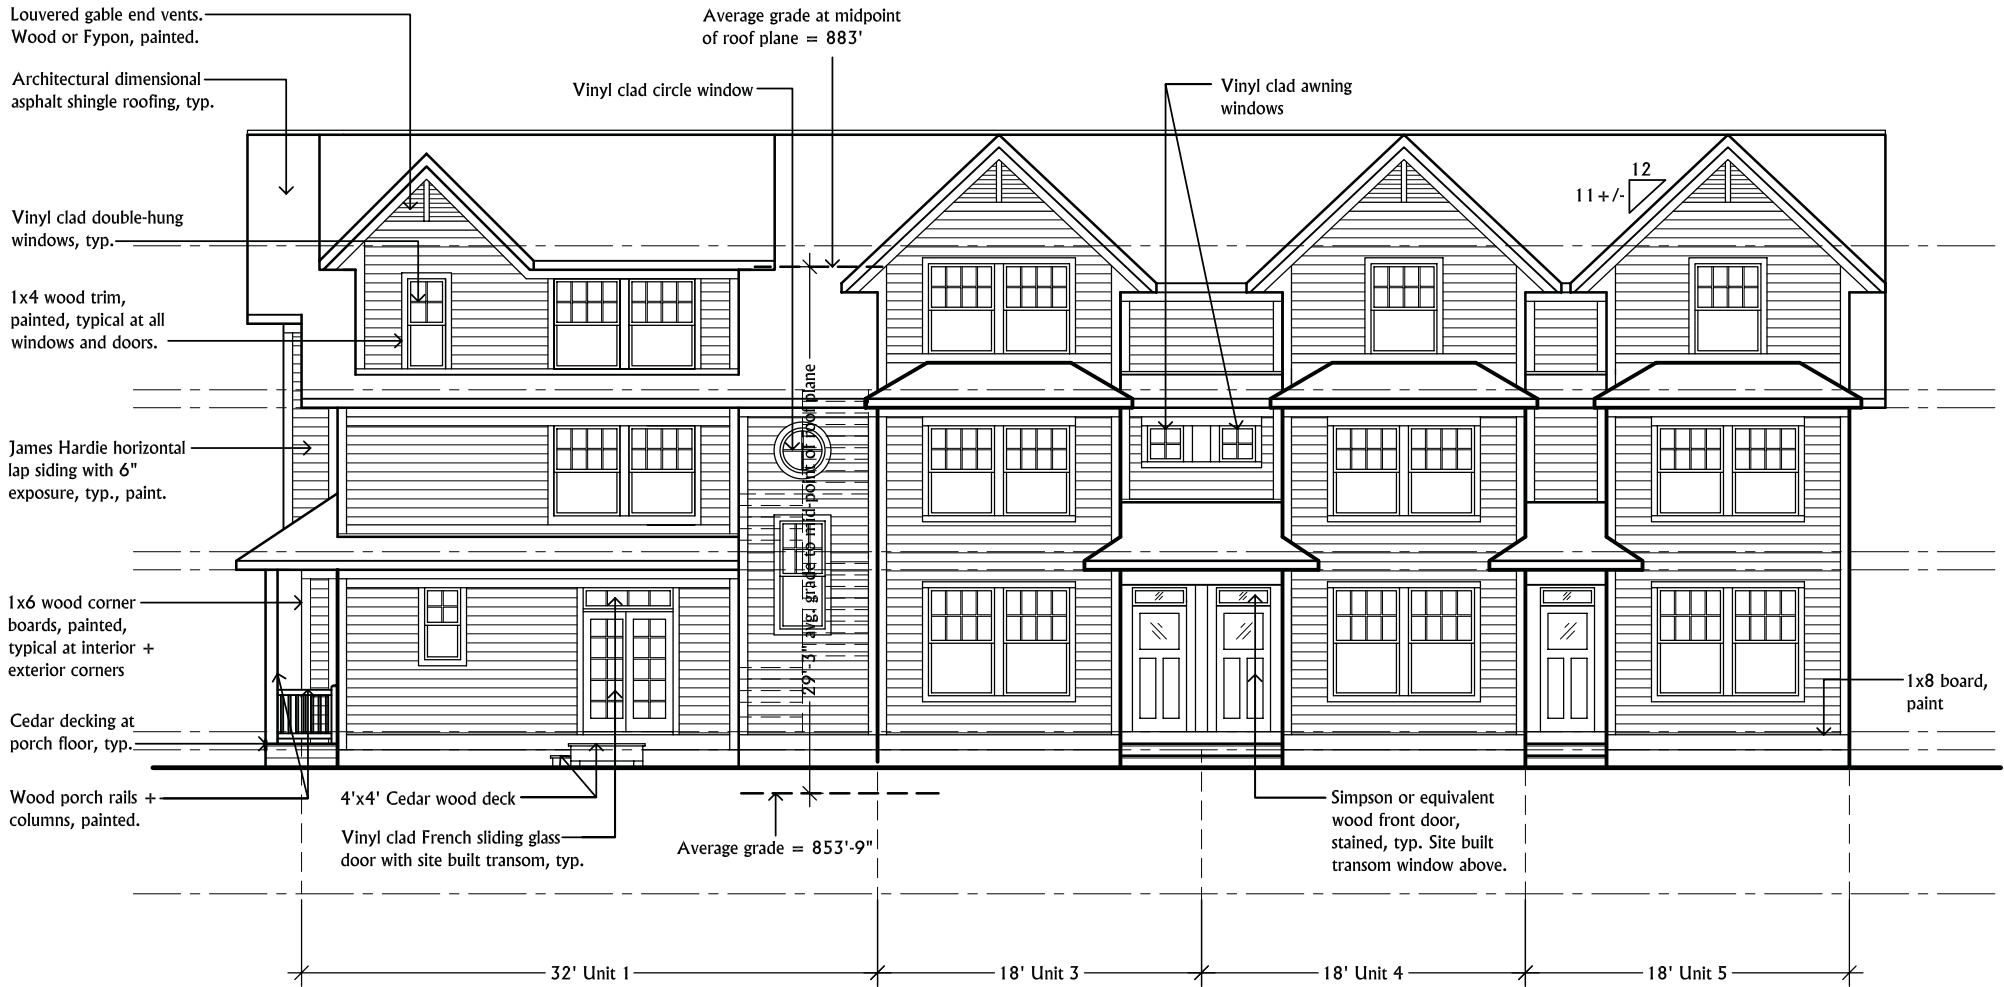 Louvered gable end vents.
Wood or Fypon, painted.
Architectural dimensional
asphalt shingle roofing, typ.
Vinyl clad double-hung
windows, typ.
1x4 wood trim,
painted, typical at all
windows and doors.
James Hardie horizontal
lap siding with 6"
exposure, typ., paint.
1x6 wood corner
boards, painted,
typical at interior +
exterior corners
Cedar decking at
porch floor, typ.
Wood porch rails +
columns, painted.
Average grade at midpoint
of roof plane = 883'
Vinyl clad circle window
Vinyl clad awning
windows
12
11+/-
29'-3" avg. grade to mid-point of roof plane
1x8 board,
paint
4'x4' Cedar wood deck
Vinyl clad French sliding glass
door with site built transom, typ.
Average grade = 853'-9"
Simpson or equivalent
wood front door,
stained, typ. Site built
transom window above.
32' Unit 1
18' Unit 3
18' Unit 4
18' Unit 5